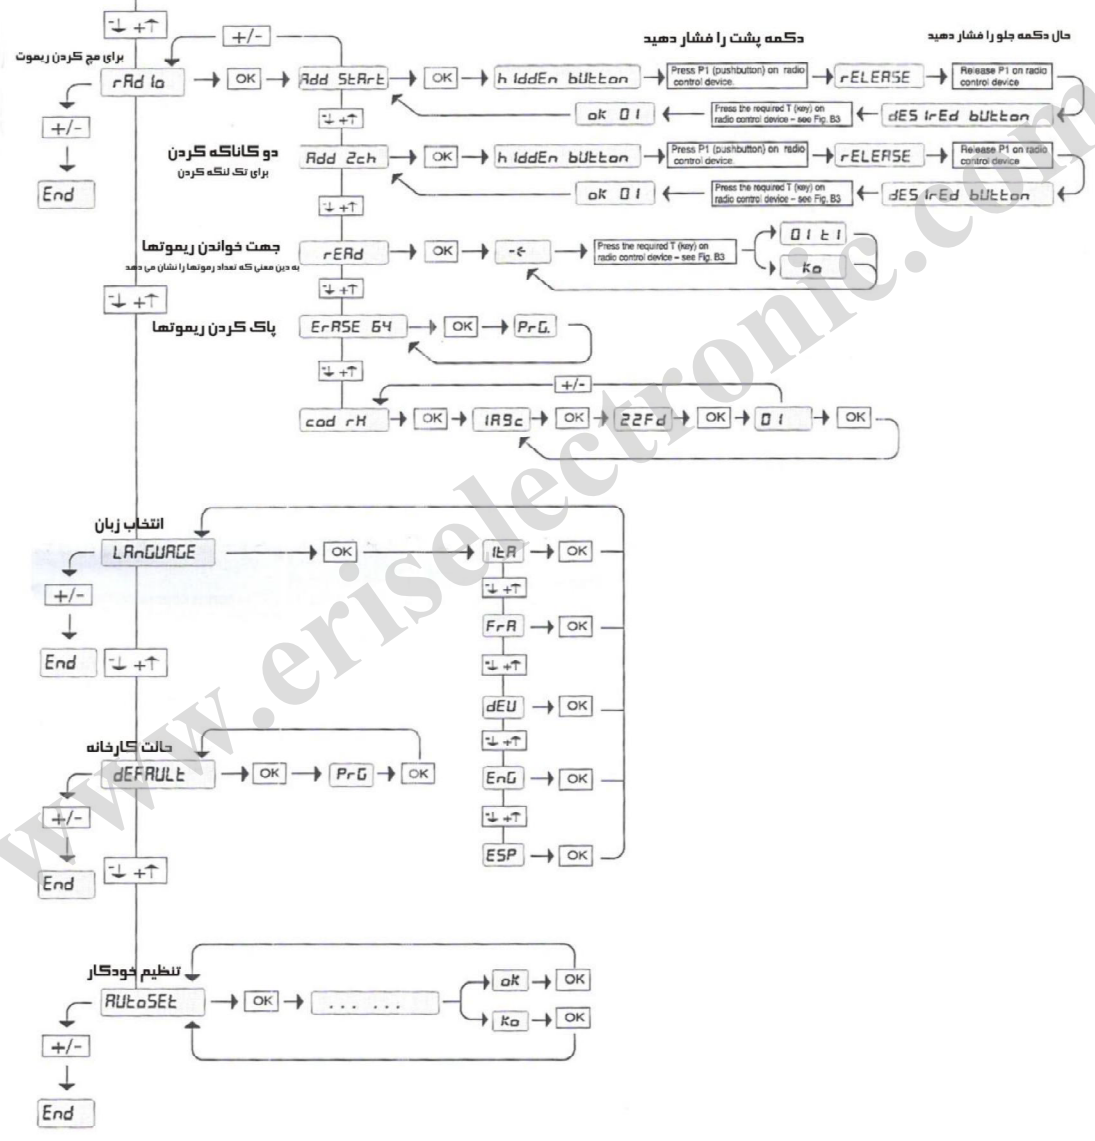 -↓ +↑
+/-
دکمه پشت را فشار دهید
حال دکمه جلو را فشار دهید
برای مچ کردن ریموت
rAd Io
OK
Add StArt
OK
hIddEn bUtton
Press P1 (pushbutton) on radio control device.
rELEASE
Release P1 on radio control device
+/-
-↓ +↑
ok 01
Press the required T (key) on radio control device – see Fig. B3
dESIrEd bUtton
End
دو کاناکه کردن
برای تک لنگه کردن
Add 2ch
OK
hIddEn bUtton
Press P1 (pushbutton) on radio control device.
rELEASE
Release P1 on radio control device
ok 01
Press the required T (key) on radio control device – see Fig. B3
dESIrEd bUtton
-↓ +↑
جهت خواندن ریموتها
به دین معنی که تعداد رموتها را نشان می دهد
rEAd
OK
-<-
Press the required T (key) on radio control device – see Fig. B3
01 t1
Ko
-↓ +↑
-↓ +↑
پاک کردن ریموتها
ErASE 64
OK
PrG.
-↓ +↑
+/-
cod rX
OK
1A9c
OK
22Fd
OK
01
OK
انتخاب زبان
LAnGUAGE
OK
ItA
OK
+/-
-↓ +↑
FrA
OK
End
-↓ +↑
-↓ +↑
dEU
OK
-↓ +↑
حالت کارخانه
dEFAULt
OK
PrG
OK
EnG
OK
+/-
-↓ +↑
ESP
OK
End
-↓ +↑
تنظیم خودکار
AUtoSEt
OK
... ...
oK
OK
Ko
OK
+/-
End
www.eriselectronic.com